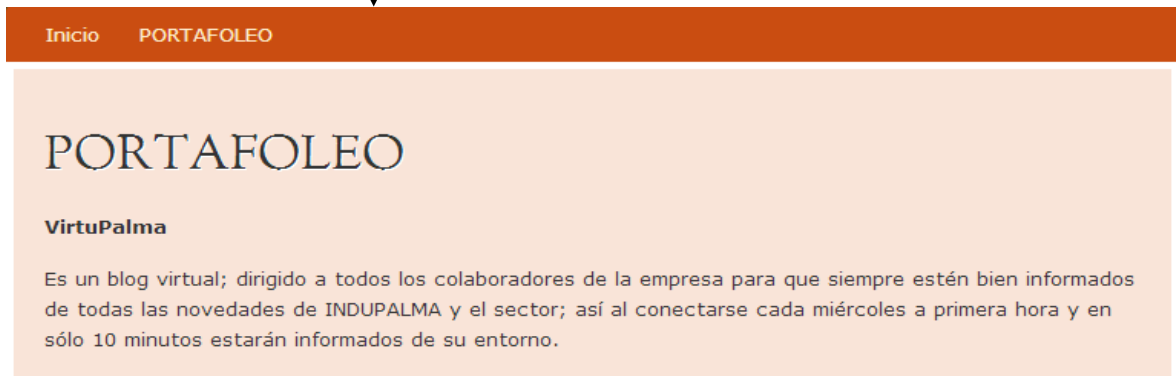 Inicio PORTAFOLEO
PORTAFOLEO
VirtuPalma
Es un blog virtual; dirigido a todos los colaboradores de la empresa para que siempre estén bien informados
de todas las novedades de INDUPALMA y el sector; así al conectarse cada miércoles a primera hora y en
sólo 10 minutos estarán informados de su entorno.